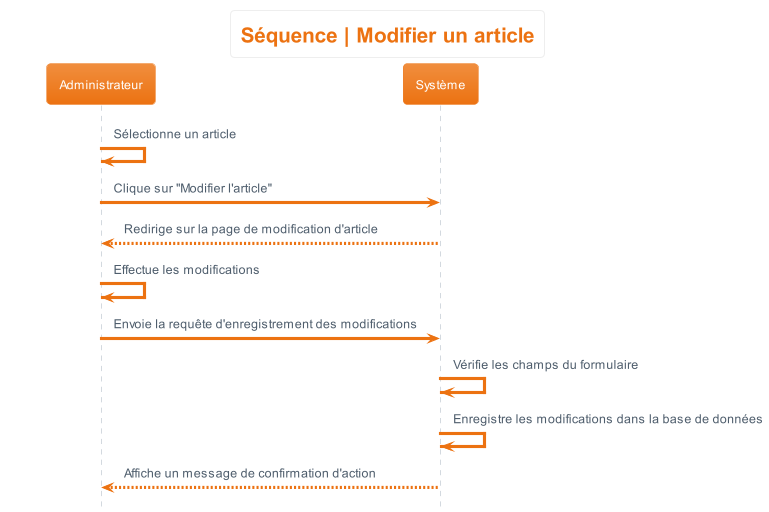 Séquence | Modifier un article
Administrateur
Système
Sélectionne un article
Clique sur "Modifier l'article"
Redirige sur la page de modification d'article
Effectue les modifications
Envoie la requête d'enregistrement des modifications
Vérifie les champs du formulaire
Enregistre les modifications dans la base de données
Affiche un message de confirmation d'action